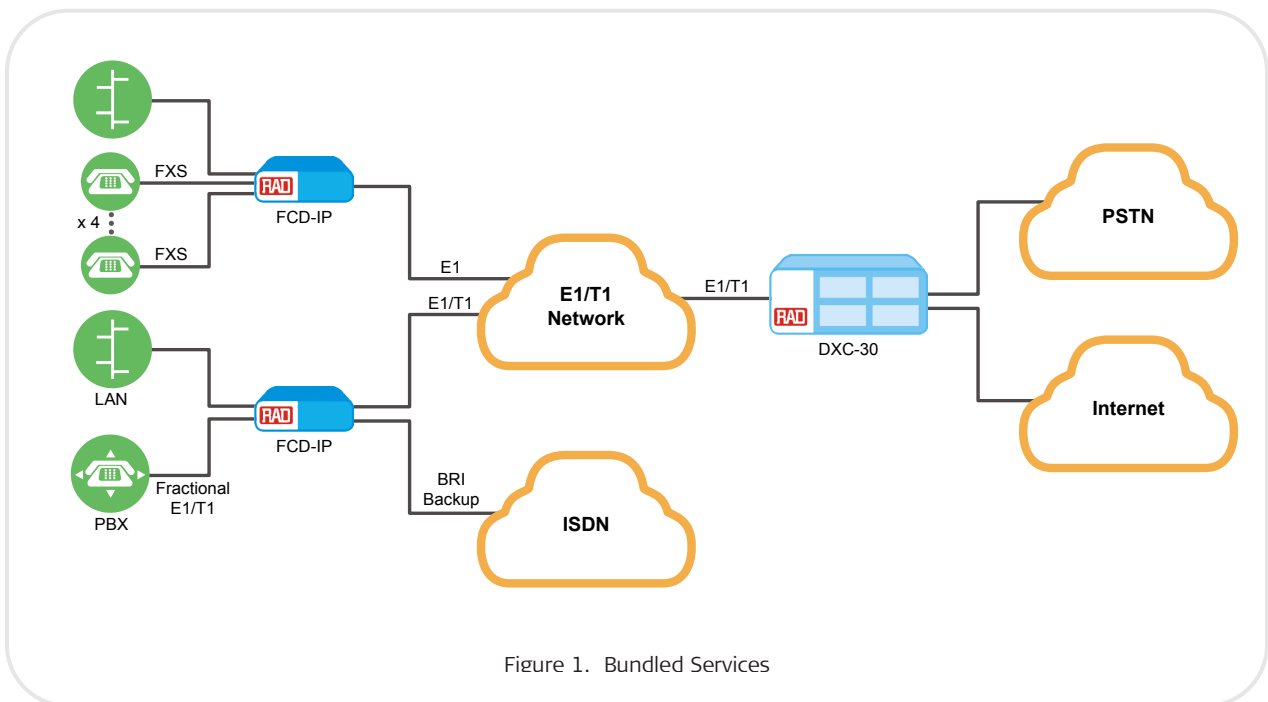 FXS
RAD
FCD-IP
x 4
FXS
E1
E1/T1
E1/T1
Network
E1/T1
RAD
DXC-30
PSTN
Internet
LAN
RAD
FCD-IP
PBX
Fractional
E1/T1
BRI
Backup
ISDN
Figure 1. Bundled Services